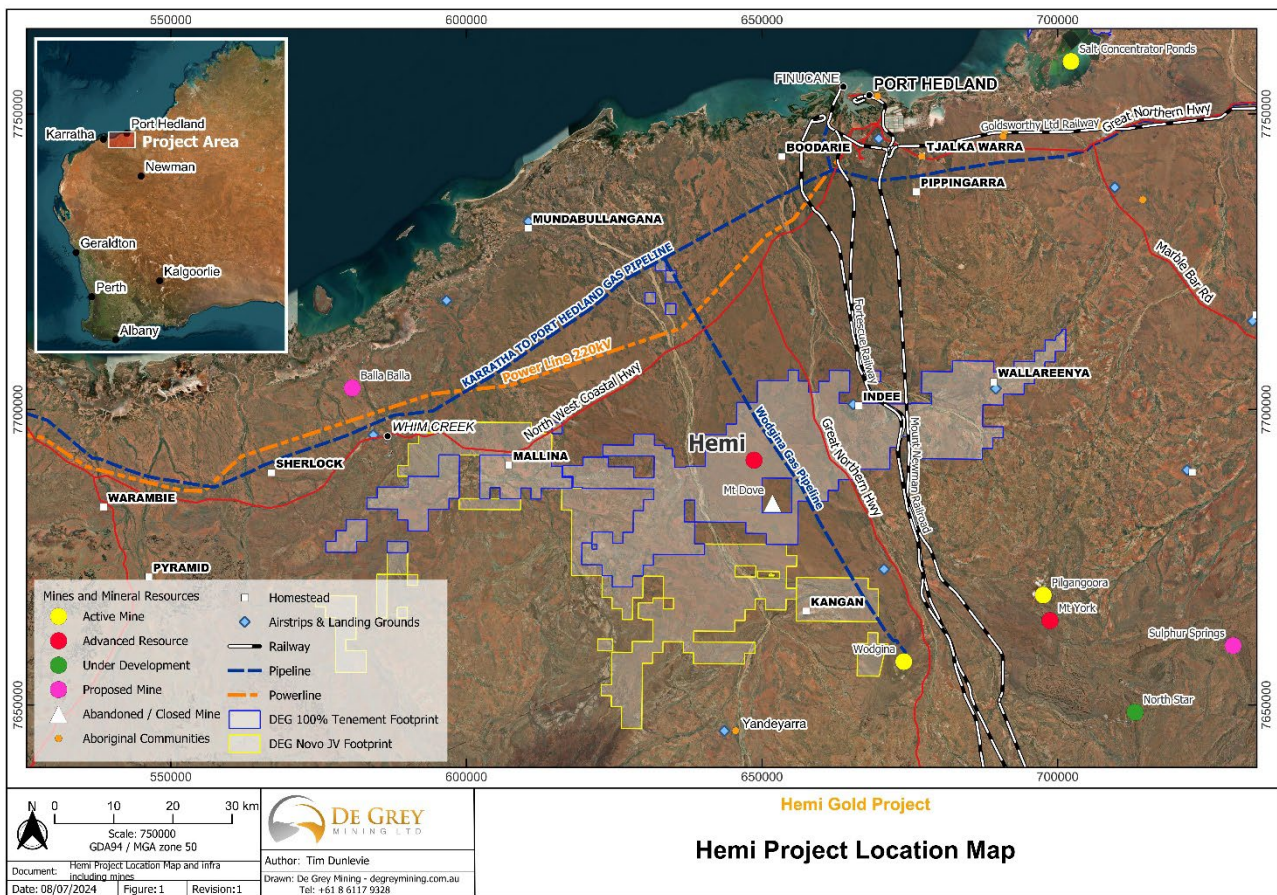 550000
600000
650000
700000
Karratha
Port Hedland
Project Area
Newman
Geraldton
Kalgoorlie
Perth
Albany
Salt Concentrator Ponds
FINUCANE
PORT HEDLAND
Goldsworthy Ltd Railway
Great Northern Hwy
7750000
7750000
BOODARIE
TJALKA WARRA
PIPPINGARRA
MUNDABULLANGANA
KARRATHA TO PORT HEDLAND GAS PIPELINE
Power Line 220kV
North West Coastal Hwy
Marble Bar Rd
Fortescue Railway
Balla Balla
WALLAREENYA
7700000
7700000
INDEE
WHIM CREEK
Wodgina Gas Pipeline
Great Northern Hwy
Mount Newman Railroad
Hemi
SHERLOCK
MALLINA
Mt Dove
WARRAMBIE
PYRAMID
KANGAN
Pilgangoora
Mt York
Sulphur Springs
Wodgina
North Star
Yandeyarra
7650000
7650000
Mines and Mineral Resources
Active Mine
Advanced Resource
Under Development
Proposed Mine
Abandoned / Closed Mine
Aboriginal Communities
Homestead
Airstrips & Landing Grounds
Railway
Pipeline
Powerline
DEG 100% Tenement Footprint
DEG Novo JV Footprint
550000
600000
650000
700000
N
0 10 20 30 km
Scale: 750000
GDA94 / MGA zone 50
Document: Hemi Project Location Map and infra
including mines
Date: 08/07/2024 Figure: 1 Revision:1
DE GREY
MINING LTD
Author: Tim Dunlevie
Drawn: De Grey Mining - degreymining.com.au
Tel: +61 8 6117 9328
Hemi Gold Project
Hemi Project Location Map